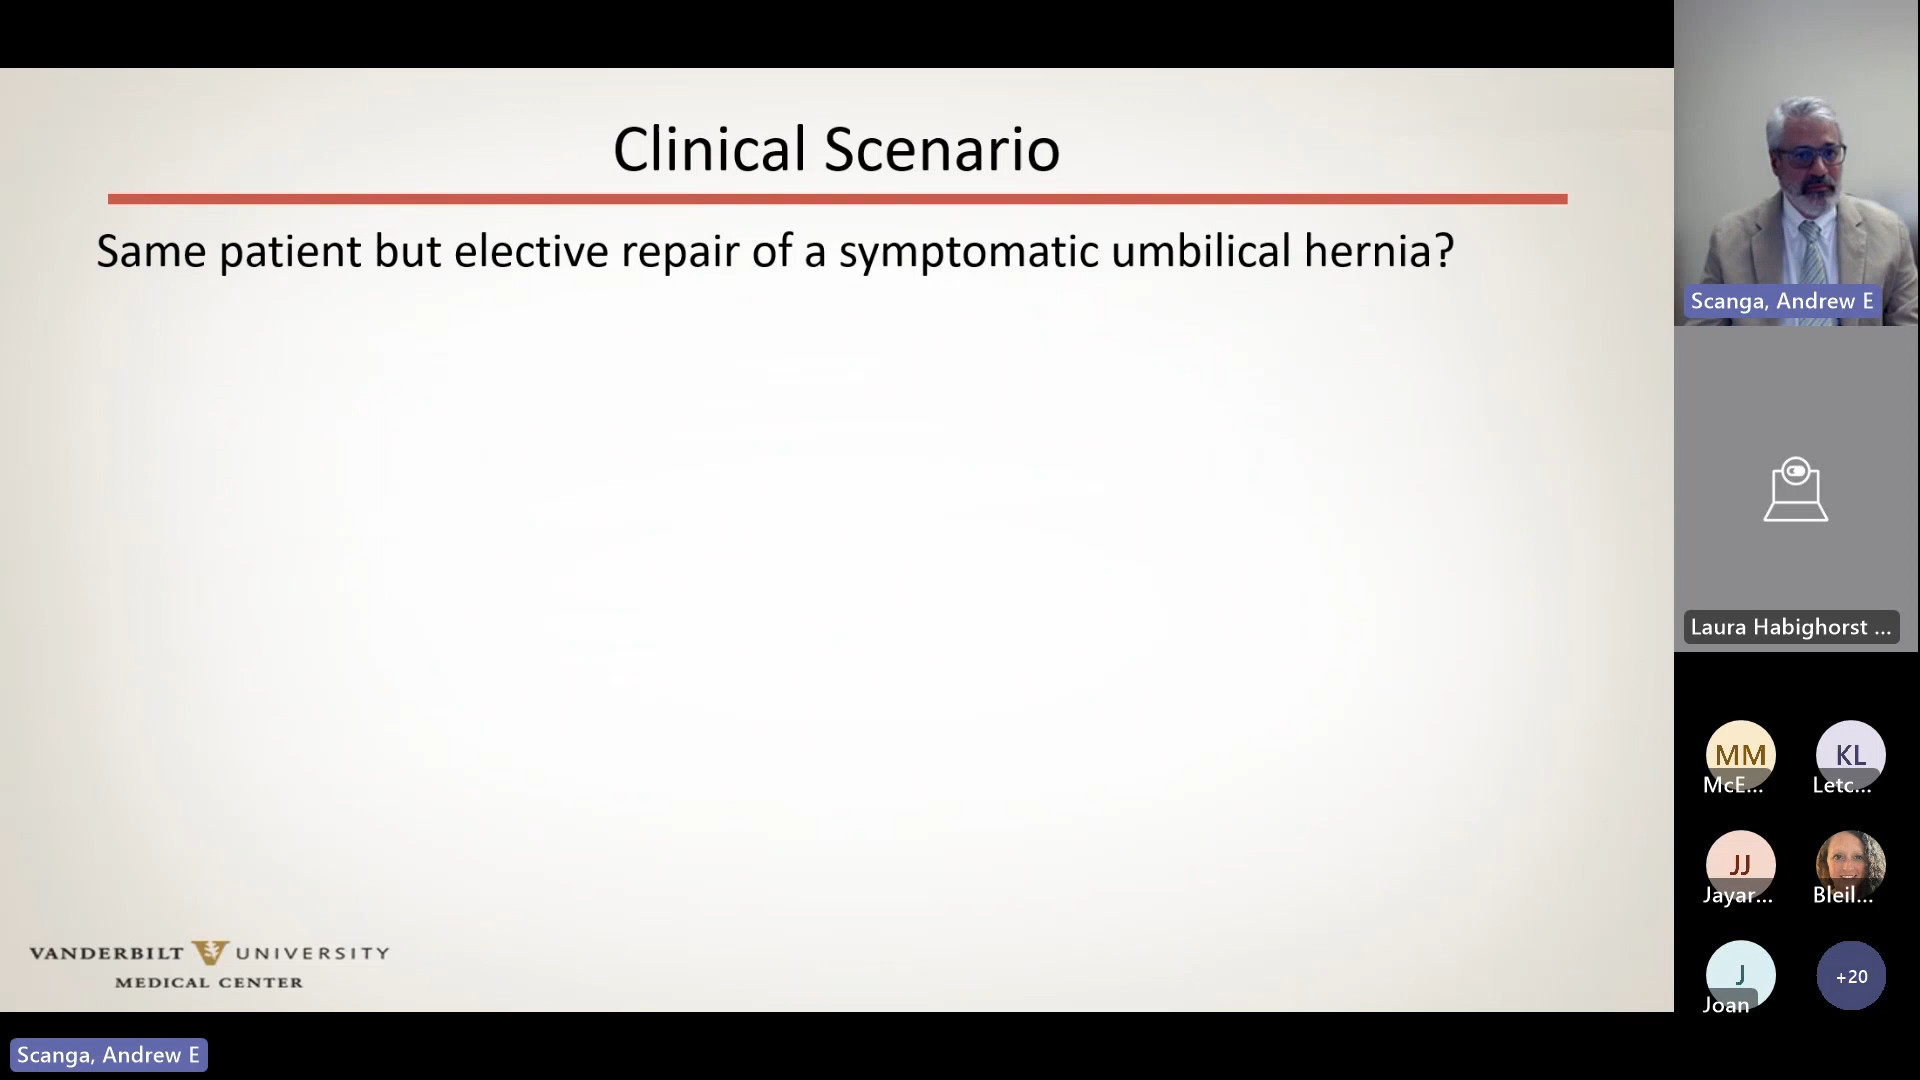 Clinical Scenario
Same patient but elective repair of a symptomatic umbilical hernia?
VANDERBILT V UNIVERSITY
MEDICAL CENTER
Scanga, Andrew E
Scanga, Andrew E
Laura Habighorst ...
MM
McE...
KL
Letc...
JJ
Jayar...
Bleil...
J
Joan
+20